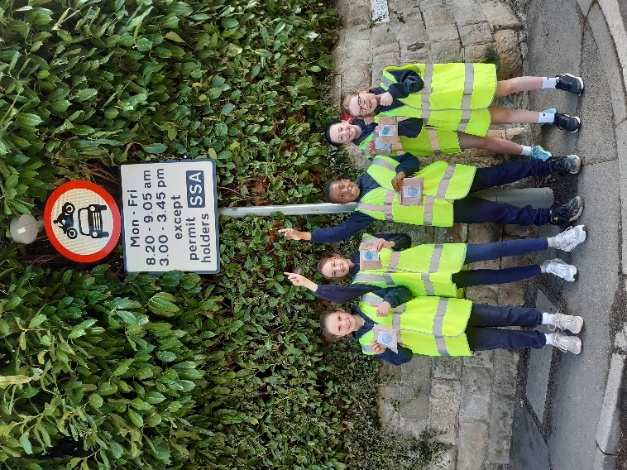 Mon - Fri
8.20 - 9.05 am
3.00 - 3.45 pm
except
permit SSA
holders